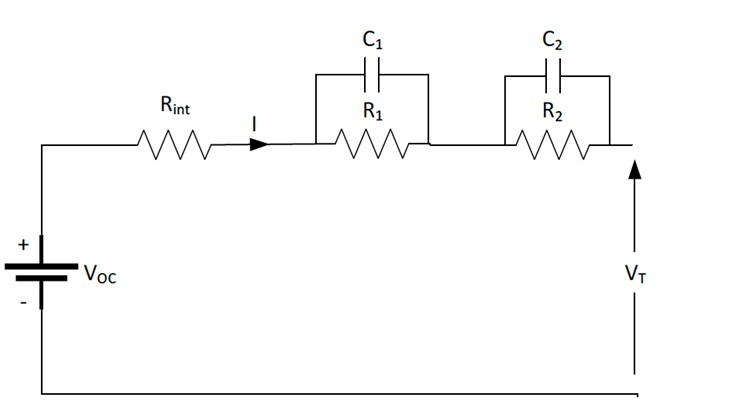 C₁
C₂
Rint
I
R₁
R₂
+
VOC
-
VT